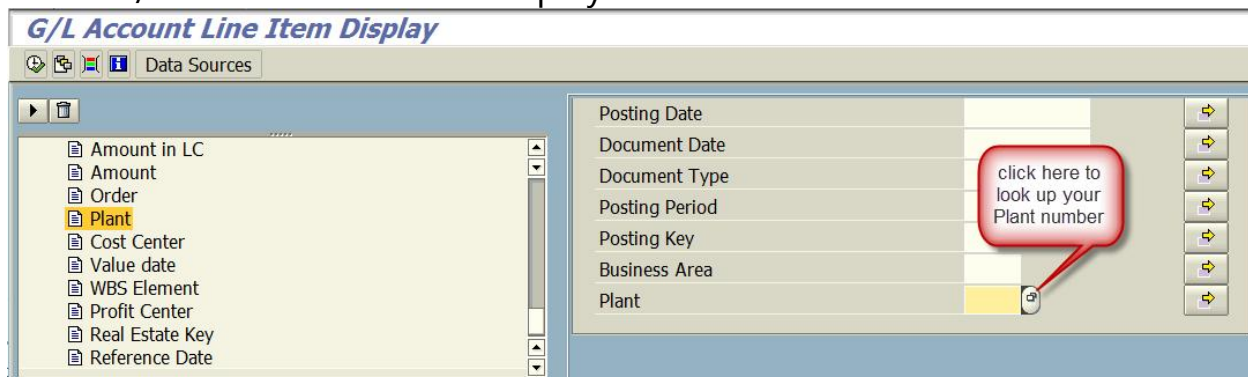 G/L Account Line Item Display
Data Sources
Amount in LC
Amount
Order
Plant
Cost Center
Value date
WBS Element
Profit Center
Real Estate Key
Reference Date
Posting Date
Document Date
Document Type
Posting Period
Posting Key
Business Area
Plant
click here to
look up your
Plant number